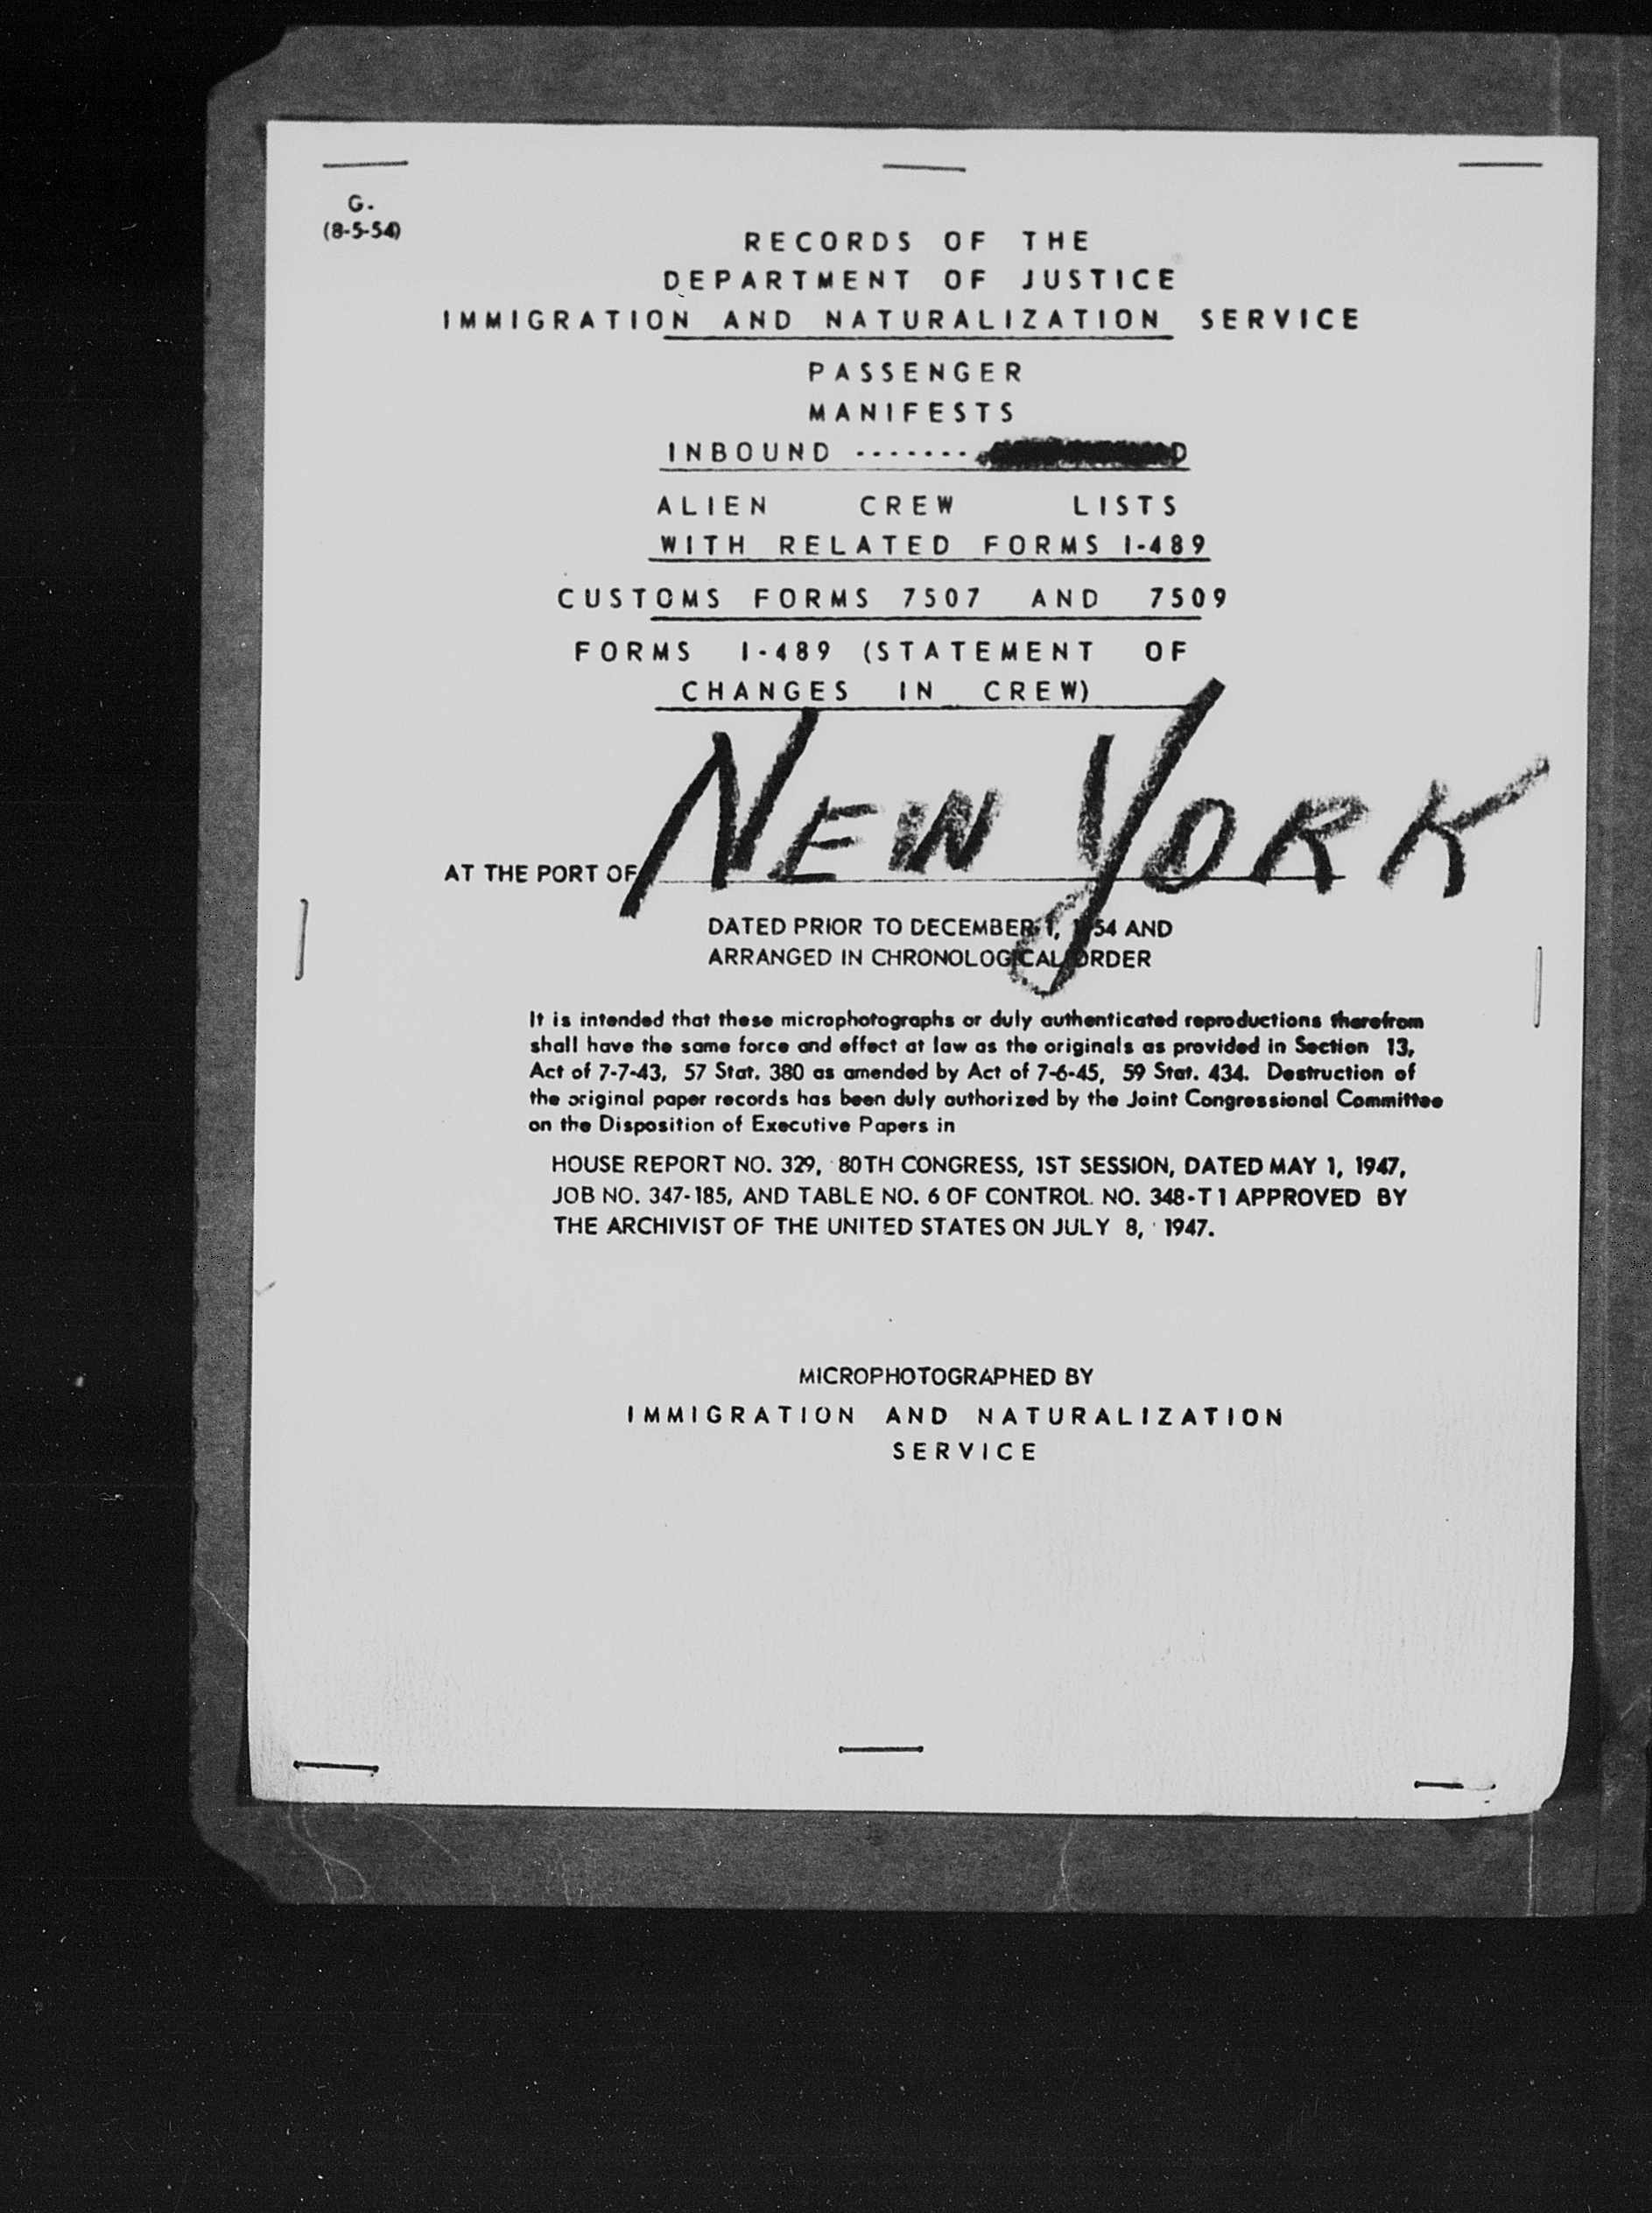 G.
(8-5-54)
RECORDS OF THE
DEPARTMENT OF JUSTICE
IMMIGRATION AND NATURALIZATION SERVICE
PASSENGER
MANIFESTS
INBOUND ------- D
ALIEN CREW LISTS
WITH RELATED FORMS I-489
CUSTOMS FORMS 7507 AND 7509
FORMS I-489 (STATEMENT OF
CHANGES IN CREW)
AT THE PORT OF NEW YORK
DATED PRIOR TO DECEMBER 1, 1954 AND
ARRANGED IN CHRONOLOGICAL ORDER
It is intended that these microphotographs or duly authenticated reproductions therefrom
shall have the same force and effect at law as the originals as provided in Section 13,
Act of 7-7-43, 57 Stat. 380 as amended by Act of 7-6-45, 59 Stat. 434. Destruction of
the original paper records has been duly authorized by the Joint Congressional Committee
on the Disposition of Executive Papers in
HOUSE REPORT NO. 329, 80TH CONGRESS, 1ST SESSION, DATED MAY 1, 1947,
JOB NO. 347-185, AND TABLE NO. 6 OF CONTROL NO. 348-T1 APPROVED BY
THE ARCHIVIST OF THE UNITED STATES ON JULY 8, 1947.
MICROPHOTOGRAPHED BY
IMMIGRATION AND NATURALIZATION
SERVICE